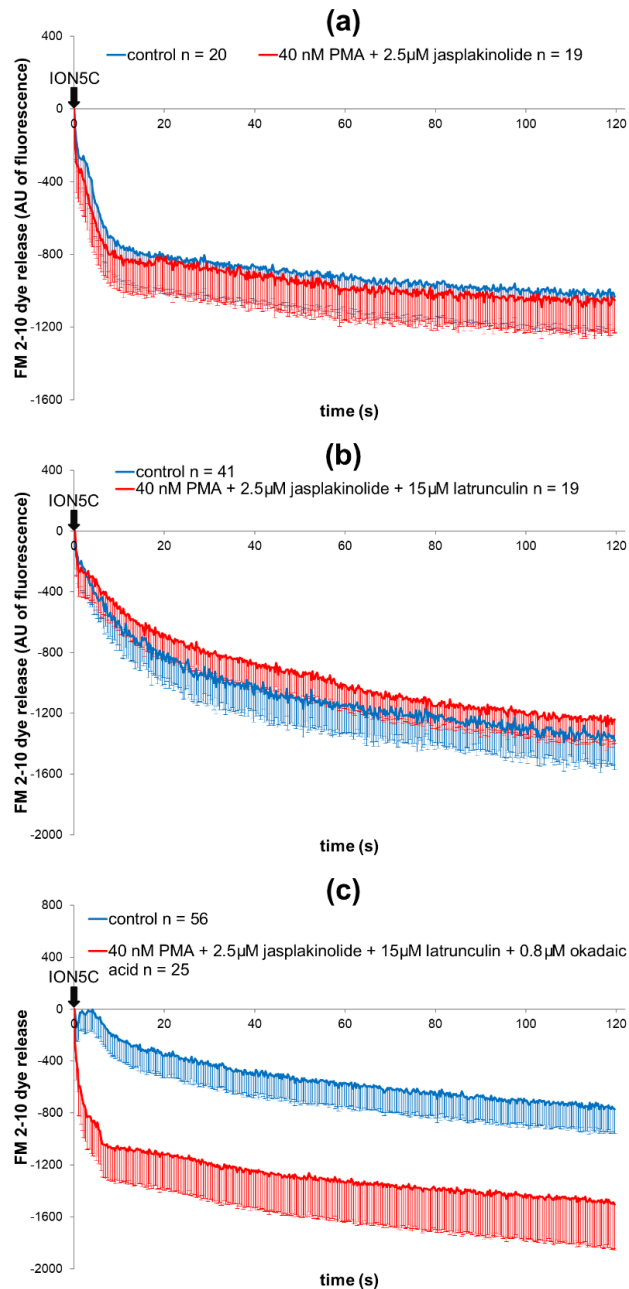 (a)
400
control n = 20
40 nM PMA + 2.5µM jasplakinolide n = 19
ION5C
0
0 20 40 60 80 100 120
-400
-800
-1200
-1600
FM 2-10 dye release (AU of fluorescence)
time (s)
(b)
400
control n = 41
40 nM PMA + 2.5µM jasplakinolide + 15µM latrunculin n = 19
ION5C
0
0 20 40 60 80 100 120
-400
-800
-1200
-1600
-2000
FM 2-10 dye release (AU of fluorescence)
time (s)
(c)
800
control n = 56
400
40 nM PMA + 2.5µM jasplakinolide + 15µM latrunculin + 0.8µM okadaic
acid n = 25
ION5C
0
0 20 40 60 80 100 120
-400
-800
-1200
-1600
-2000
FM 2-10 dye release
time (s)